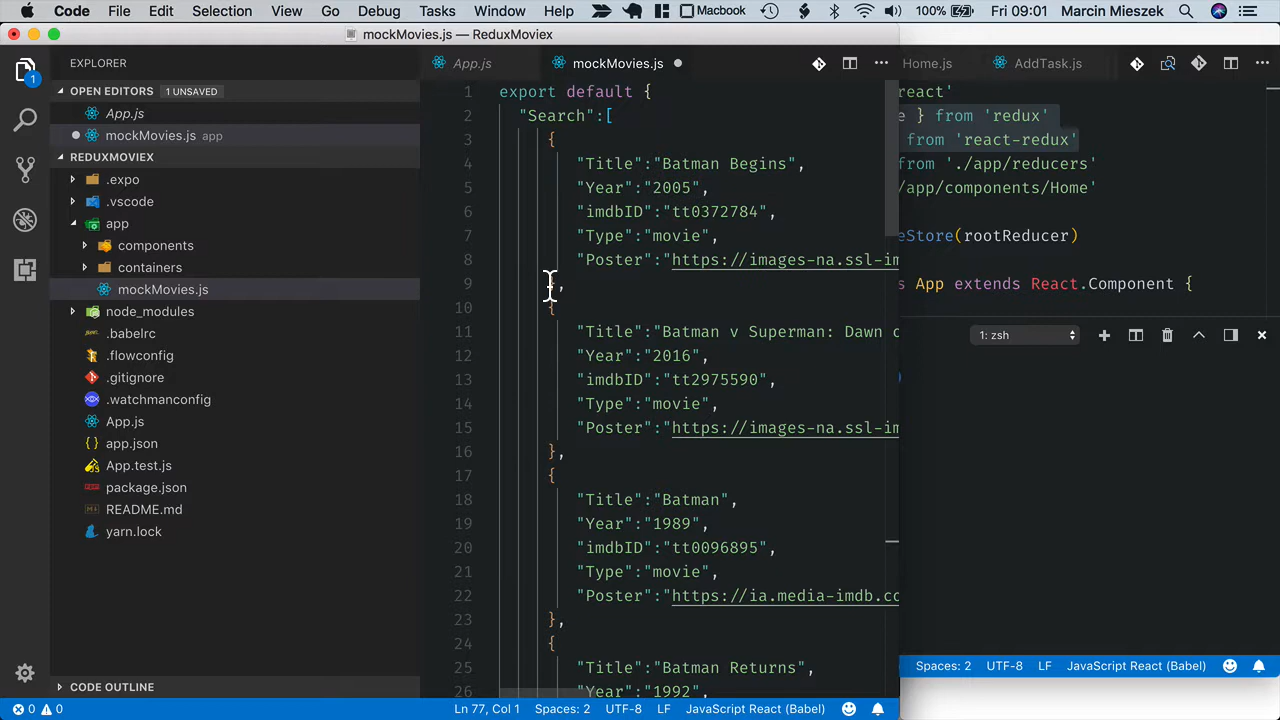 Code File Edit Selection View Go Debug Tasks Window Help Macbook 100% Fri 09:01 Marcin Mieszek
mockMovies.js — ReduxMoviex
EXPLORER
OPEN EDITORS 1 UNSAVED
App.js
mockMovies.js app
REDUXMOVIEX
.expo
.vscode
app
components
containers
mockMovies.js
node_modules
.babelrc
.flowconfig
.gitignore
.watchmanconfig
App.js
app.json
App.test.js
package.json
README.md
yarn.lock
CODE OUTLINE
1
App.js mockMovies.js
1 export default {
2 "Search":[
3 {
4 "Title":"Batman Begins",
5 "Year":"2005",
6 "imdbID":"tt0372784",
7 "Type":"movie",
8 "Poster":"https://images-na.ssl-im
9 },
10 {
11 "Title":"Batman v Superman: Dawn o
12 "Year":"2016",
13 "imdbID":"tt2975590",
14 "Type":"movie",
15 "Poster":"https://images-na.ssl-im
16 },
17 {
18 "Title":"Batman",
19 "Year":"1989",
20 "imdbID":"tt0096895",
21 "Type":"movie",
22 "Poster":"https://ia.media-imdb.co
23 },
24 {
25 "Title":"Batman Returns",
26 "Year":"1992",
Home.js AddTask.js
react'
e } from 'redux'
from 'react-redux'
from './app/reducers'
/app/components/Home'
eStore(rootReducer)
s App extends React.Component {
1: zsh
Spaces: 2 UTF-8 LF JavaScript React (Babel)
0 0 Ln 77, Col 1 Spaces: 2 UTF-8 LF JavaScript React (Babel)